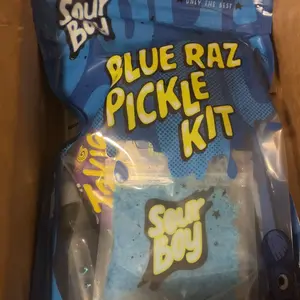 Sour
Boy
ONLY THE BEST
BLUE RAZ
PICKLE
KIT
Sour
Boy